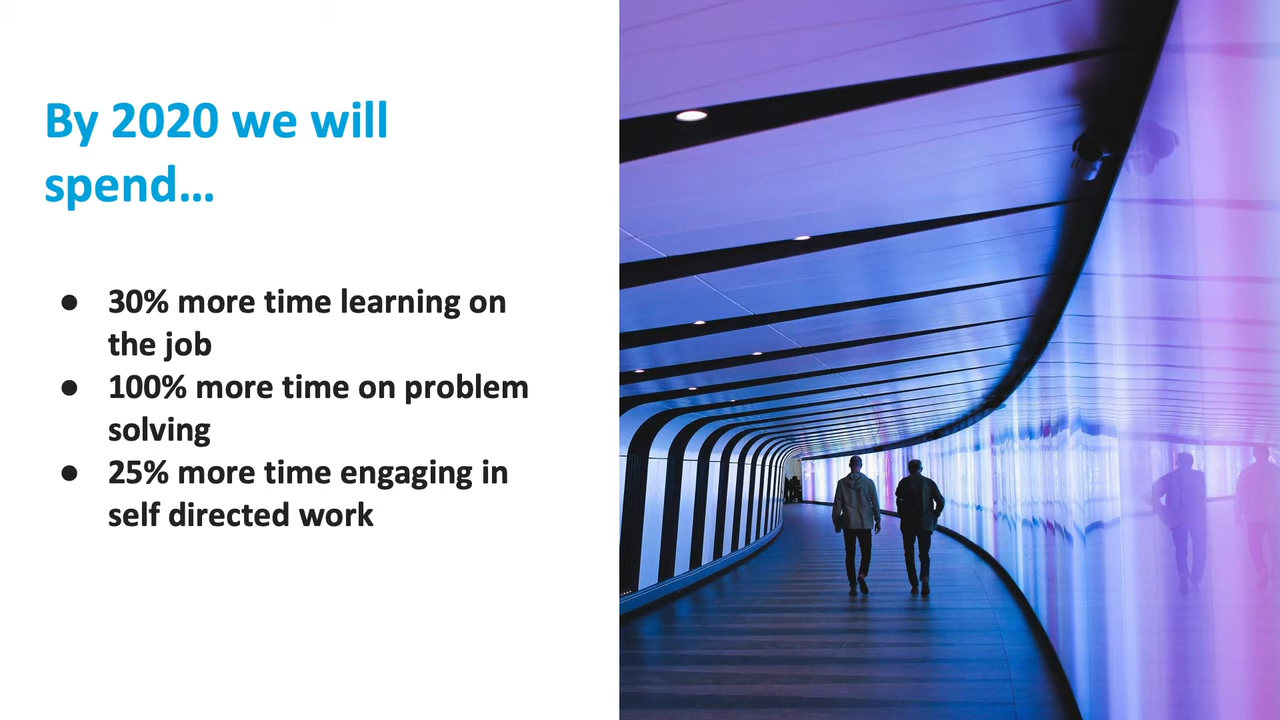 By 2020 we will
spend...
● 30% more time learning on
the job
● 100% more time on problem
solving
● 25% more time engaging in
self directed work